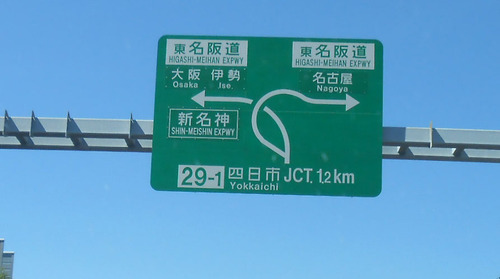 東名阪道
HIGASHI-MEIHAN EXPWY
大阪 伊勢
Osaka Ise
新名神
SHIN-MEISHIN EXPWY
東名阪道
HIGASHI-MEIHAN EXPWY
名古屋
Nagoya
29-1 四日市 JCT. 1.2km
Yokkaichi